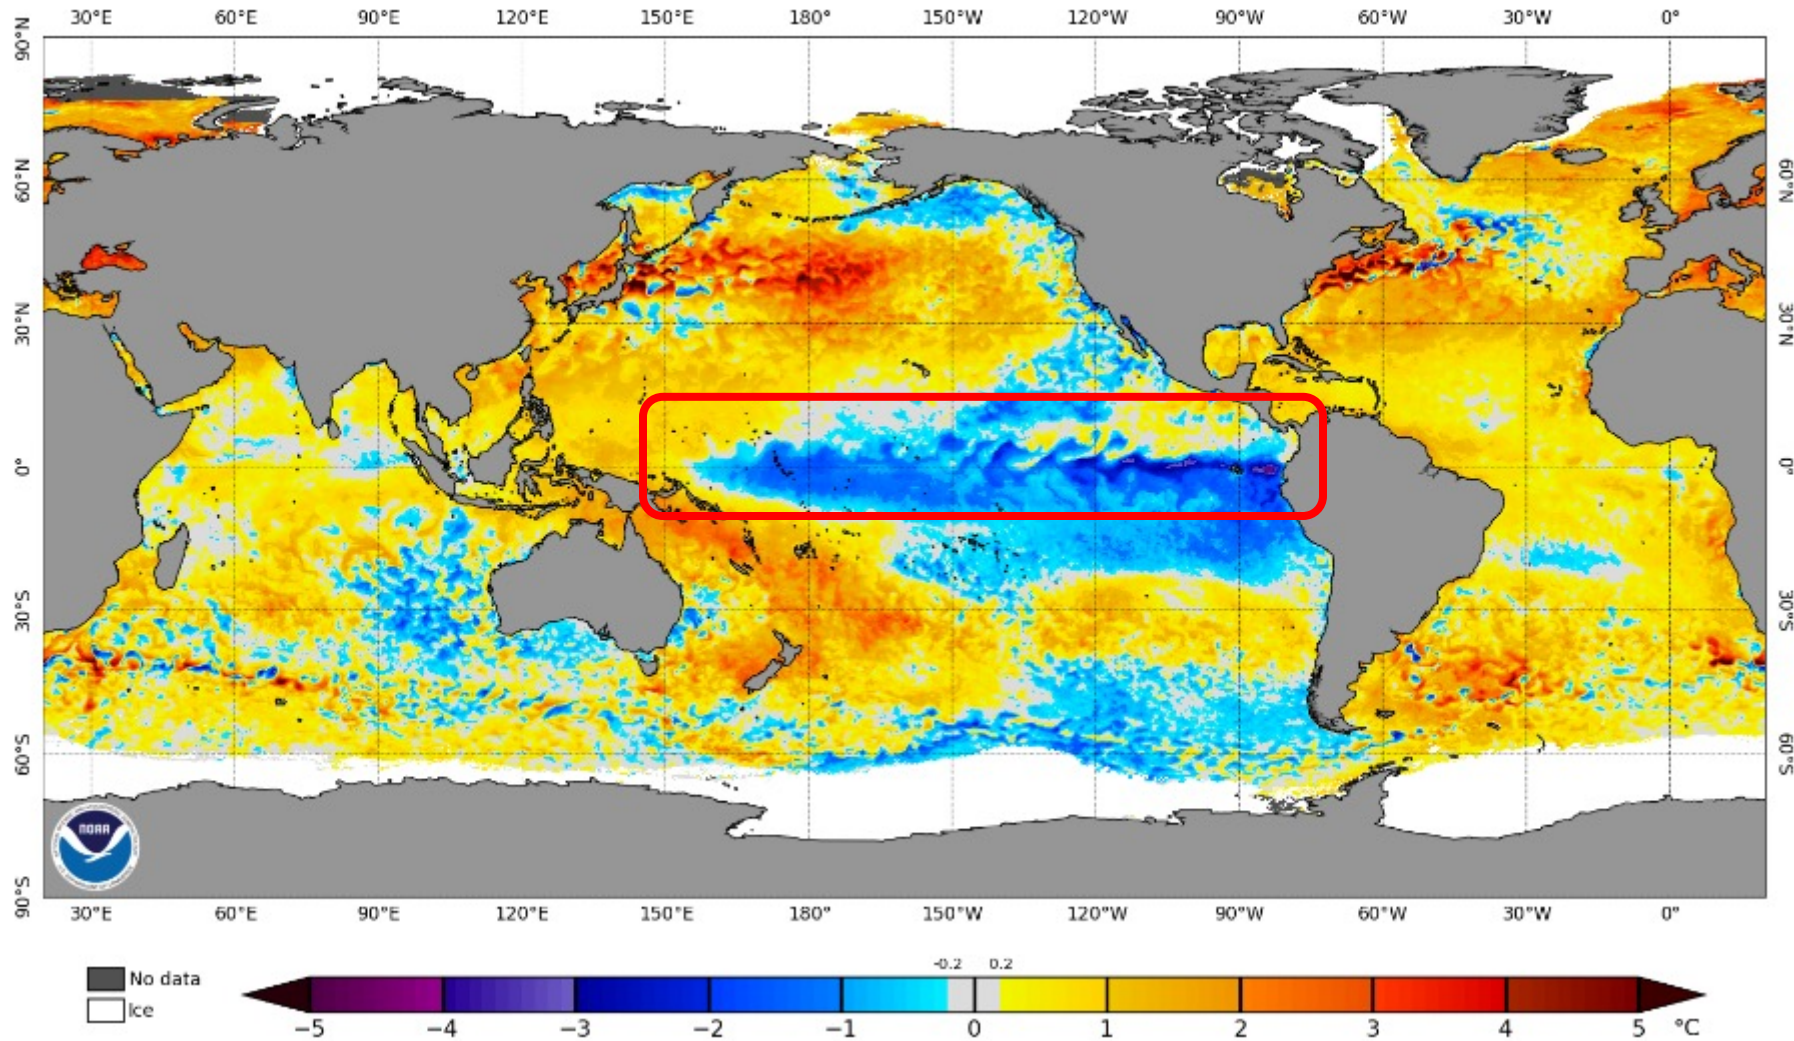 30°E 60°E 90°E 120°E 150°E 180° 150°W 120°W 90°W 60°W 30°W 0°
90°N
60°N 60°N
30°N 30°N
0° 0°
30°S 30°S
60°S 60°S
NOAA
90°S
30°E 60°E 90°E 120°E 150°E 180° 150°W 120°W 90°W 60°W 30°W 0°
-0.2 0.2
No data
Ice
−5 −4 −3 −2 −1 0 1 2 3 4 5 °C